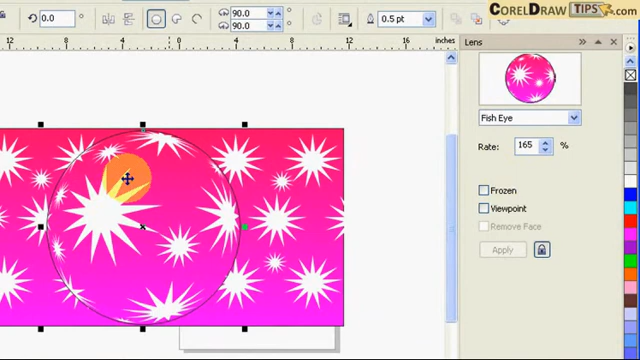 CORELDRAW TIPS.com
0.0
90.0
90.0
0.5 pt
12
8
4
0
4
8
12
inches
Lens
Fish Eye
Rate:
165
%
Frozen
Viewpoint
Remove Face
Apply